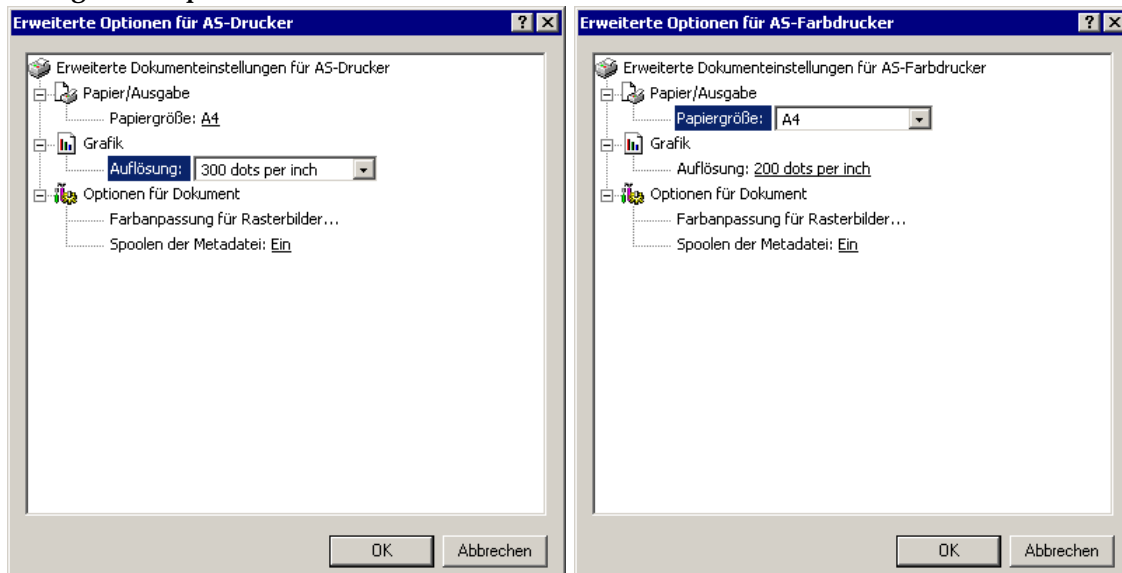 Erweiterte Optionen für AS-Drucker
Erweiterte Dokumenteinstellungen für AS-Drucker
Papier/Ausgabe
Papiergröße: A4
Grafik
Auflösung: 300 dots per inch
Optionen für Dokument
Farbanpassung für Rasterbilder...
Spoolen der Metadatei: Ein
OK Abbrechen
Erweiterte Optionen für AS-Farbdrucker
Erweiterte Dokumenteinstellungen für AS-Farbdrucker
Papier/Ausgabe
Papiergröße: A4
Grafik
Auflösung: 200 dots per inch
Optionen für Dokument
Farbanpassung für Rasterbilder...
Spoolen der Metadatei: Ein
OK Abbrechen